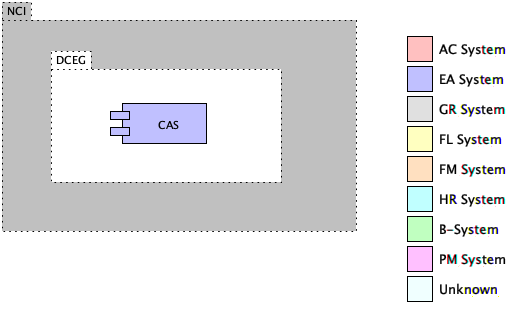 NCI
DCEG
CAS
AC System
EA System
GR System
FL System
FM System
HR System
B-System
PM System
Unknown